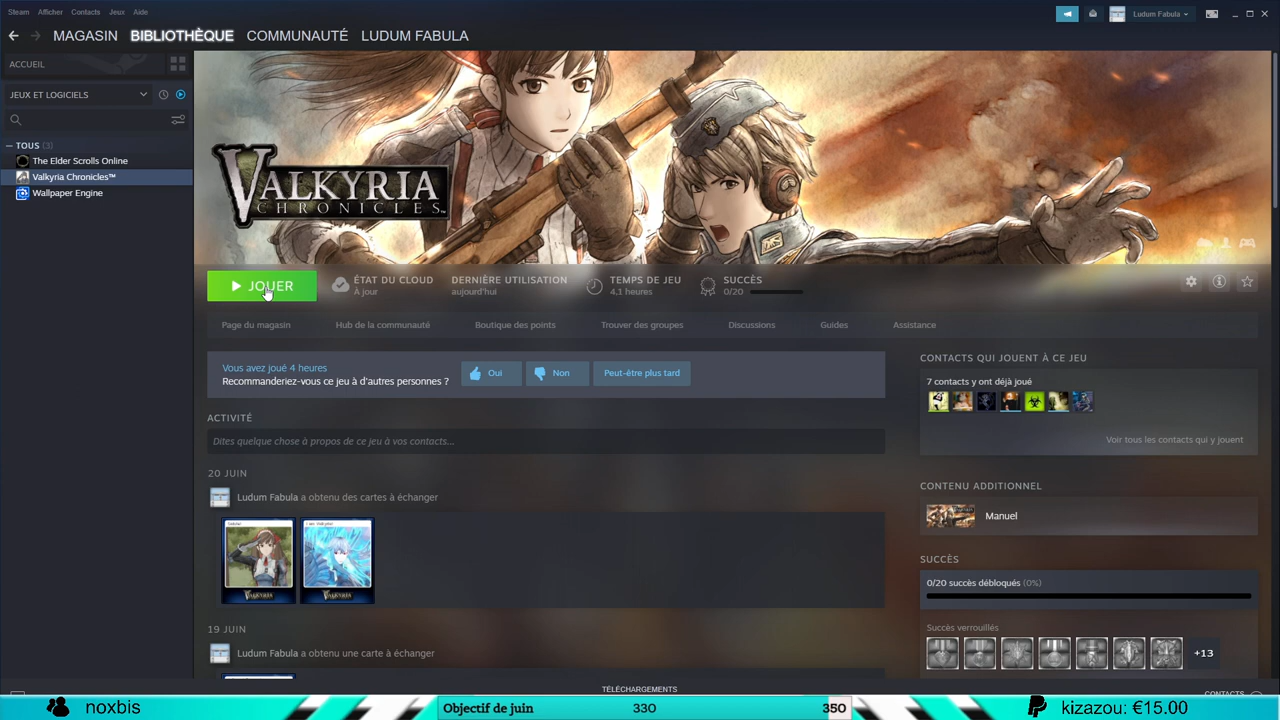 Steam Afficher Contacts Jeux Aide
Ludum Fabula
MAGASIN BIBLIOTHÈQUE COMMUNAUTÉ LUDUM FABULA
ACCUEIL
JEUX ET LOGICIELS
TOUS (3)
The Elder Scrolls Online
Valkyria Chronicles™
Wallpaper Engine
VALKYRIA
CHRONICLES™
JOUER
ÉTAT DU CLOUD
À jour
DERNIÈRE UTILISATION
aujourd'hui
TEMPS DE JEU
4,1 heures
SUCCÈS
0/20
Page du magasin Hub de la communauté Boutique des points Trouver des groupes Discussions Guides Assistance
Vous avez joué 4 heures
Recommanderiez-vous ce jeu à d'autres personnes ?
Oui Non Peut-être plus tard
ACTIVITÉ
Dites quelque chose à propos de ce jeu à vos contacts...
20 JUIN
Ludum Fabula a obtenu des cartes à échanger
VALKYRIA VALKYRIA
19 JUIN
Ludum Fabula a obtenu une carte à échanger
CONTACTS QUI JOUENT À CE JEU
7 contacts y ont déjà joué
Voir tous les contacts qui y jouent
CONTENU ADDITIONNEL
Manuel
SUCCÈS
0/20 succès débloqués (0%)
Succès verrouillés
+13
TÉLÉCHARGEMENTS
CONTACTS
noxbis
Objectif de juin 330 350
kizazou: €15.00